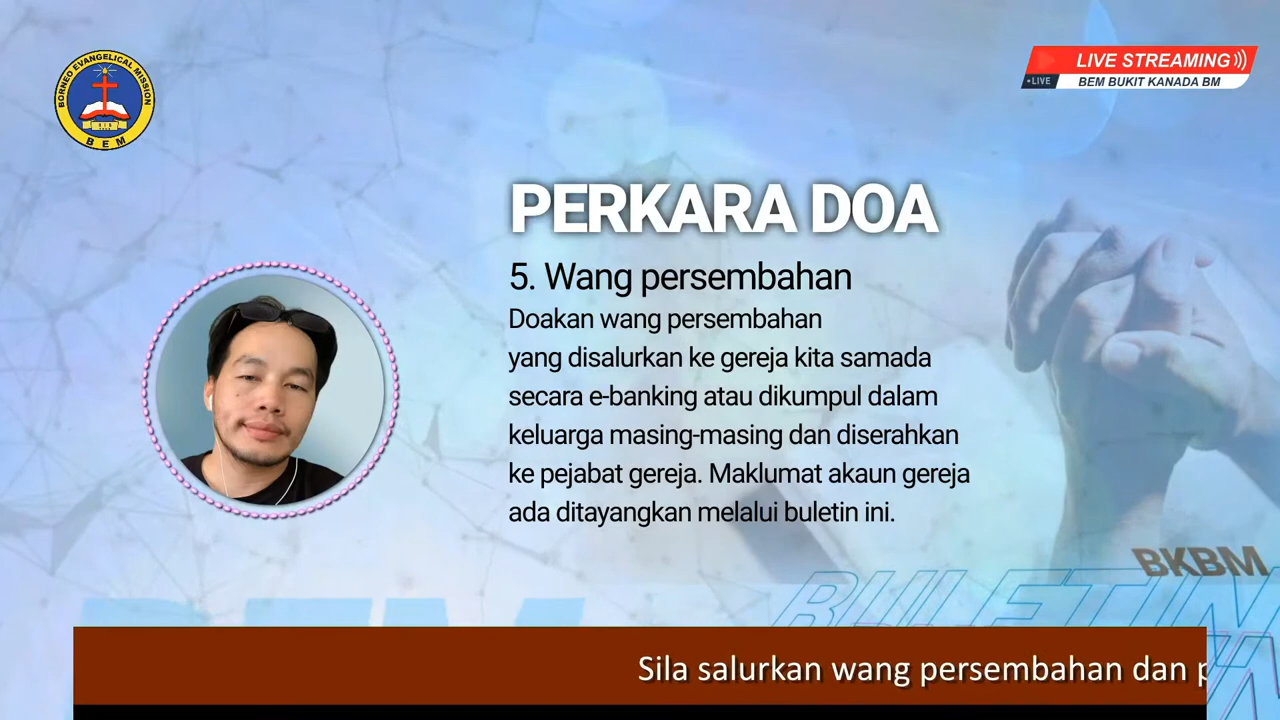 BORNEO EVANGELICAL MISSION
B E M
LIVE STREAMING
LIVE
BEM BUKIT KANADA BM
PERKARA DOA
5. Wang persembahan
Doakan wang persembahan
yang disalurkan ke gereja kita samada
secara e-banking atau dikumpul dalam
keluarga masing-masing dan diserahkan
ke pejabat gereja. Maklumat akaun gereja
ada ditayangkan melalui buletin ini.
BKBM
BULETIN
BEM
Sila salurkan wang persembahan dan